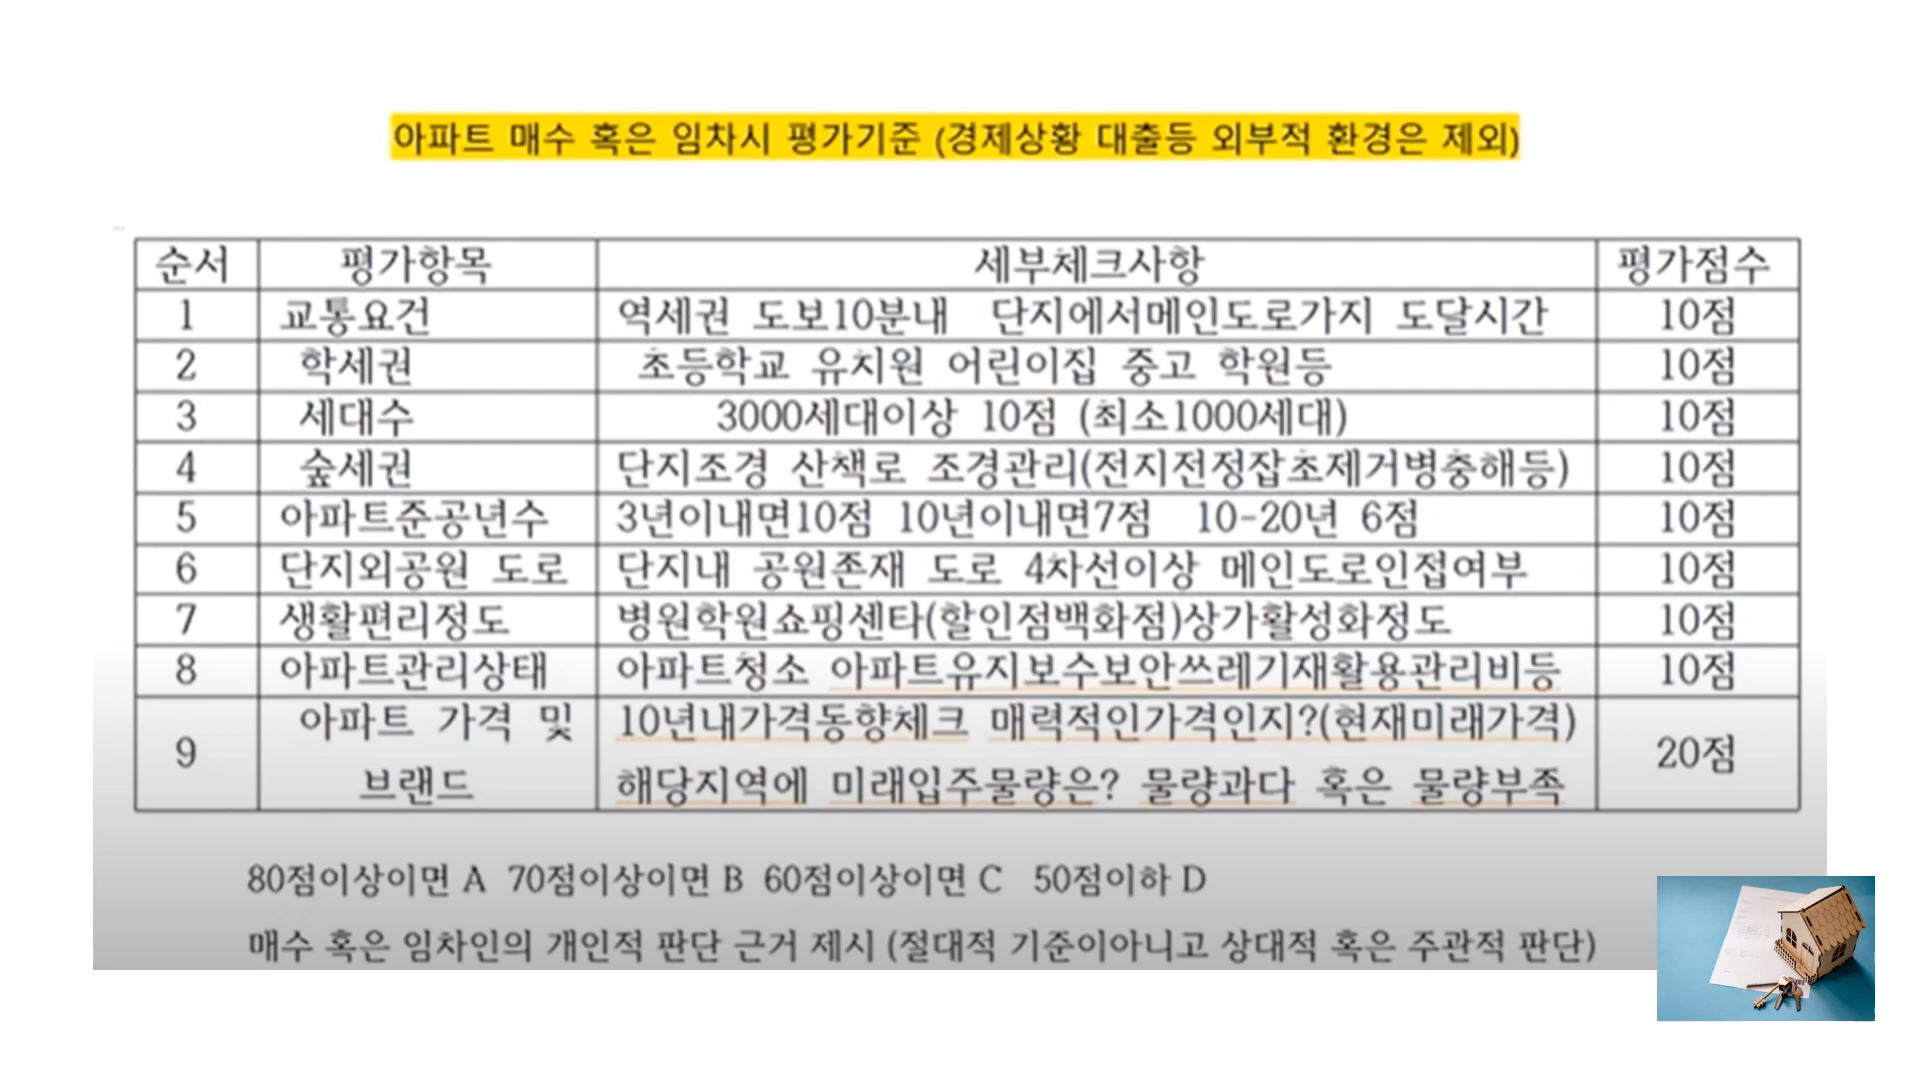 아파트 매수 혹은 임차시 평가기준 (경제상황 대출등 외부적 환경은 제외)
순서 평가항목 세부체크사항 평가점수
1 교통요건 역세권 도보10분내 단지에서메인도로가지 도달시간 10점
2 학세권 초등학교 유치원 어린이집 중고 학원등 10점
3 세대수 3000세대이상 10점 (최소1000세대) 10점
4 숲세권 단지조경 산책로 조경관리(전지전정잡초제거병충해등) 10점
5 아파트준공년수 3년이내면10점 10년이내면7점 10-20년 6점 10점
6 단지외공원 도로 단지내 공원존재 도로 4차선이상 메인도로인접여부 10점
7 생활편리정도 병원학원쇼핑센타(할인점백화점)상가활성화정도 10점
8 아파트관리상태 아파트청소 아파트유지보수보안쓰레기재활용관리비등 10점
9 아파트 가격 및 10년내가격동향체크 매력적인가격인지?(현재미래가격) 20점
브랜드 해당지역에 미래입주물량은? 물량과다 혹은 물량부족
80점이상이면 A 70점이상이면 B 60점이상이면 C 50점이하 D
매수 혹은 임차인의 개인적 판단 근거 제시 (절대적 기준이아니고 상대적 혹은 주관적 판단)